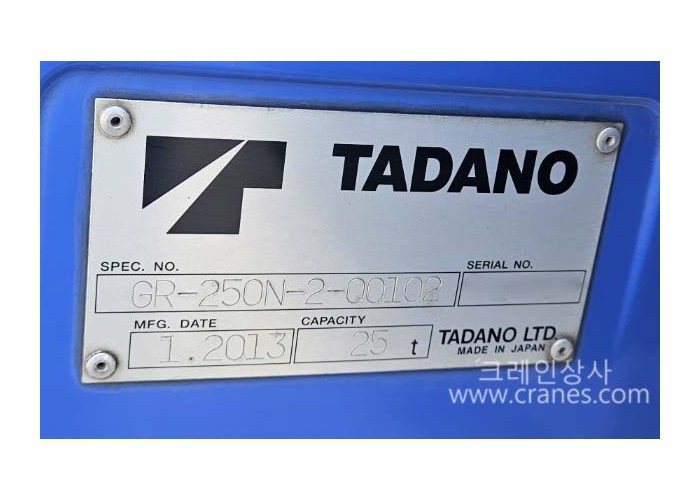 TADANO
SPEC. NO.
SERIAL NO.
GR-250N-2-00102
MFG. DATE
CAPACITY
1.2013
25 t
TADANO LTD.
MADE IN JAPAN
크레인상사
www.cranes.com